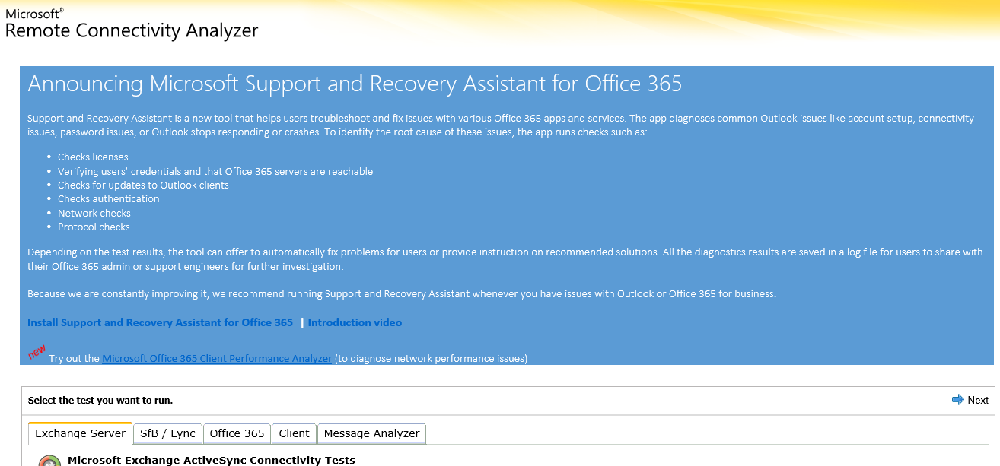 Microsoft®
Remote Connectivity Analyzer
Announcing Microsoft Support and Recovery Assistant for Office 365
Support and Recovery Assistant is a new tool that helps users troubleshoot and fix issues with various Office 365 apps and services. The app diagnoses common Outlook issues like account setup, connectivity
issues, password issues, or Outlook stops responding or crashes. To identify the root cause of these issues, the app runs checks such as:
• Checks licenses
• Verifying users’ credentials and that Office 365 servers are reachable
• Checks for updates to Outlook clients
• Checks authentication
• Network checks
• Protocol checks
Depending on the test results, the tool can offer to automatically fix problems for users or provide instruction on recommended solutions. All the diagnostics results are saved in a log file for users to share with
their Office 365 admin or support engineers for further investigation.
Because we are constantly improving it, we recommend running Support and Recovery Assistant whenever you have issues with Outlook or Office 365 for business.
Install Support and Recovery Assistant for Office 365 | Introduction video
new Try out the Microsoft Office 365 Client Performance Analyzer (to diagnose network performance issues)
Select the test you want to run. Next
Exchange Server SfB / Lync Office 365 Client Message Analyzer
Microsoft Exchange ActiveSync Connectivity Tests